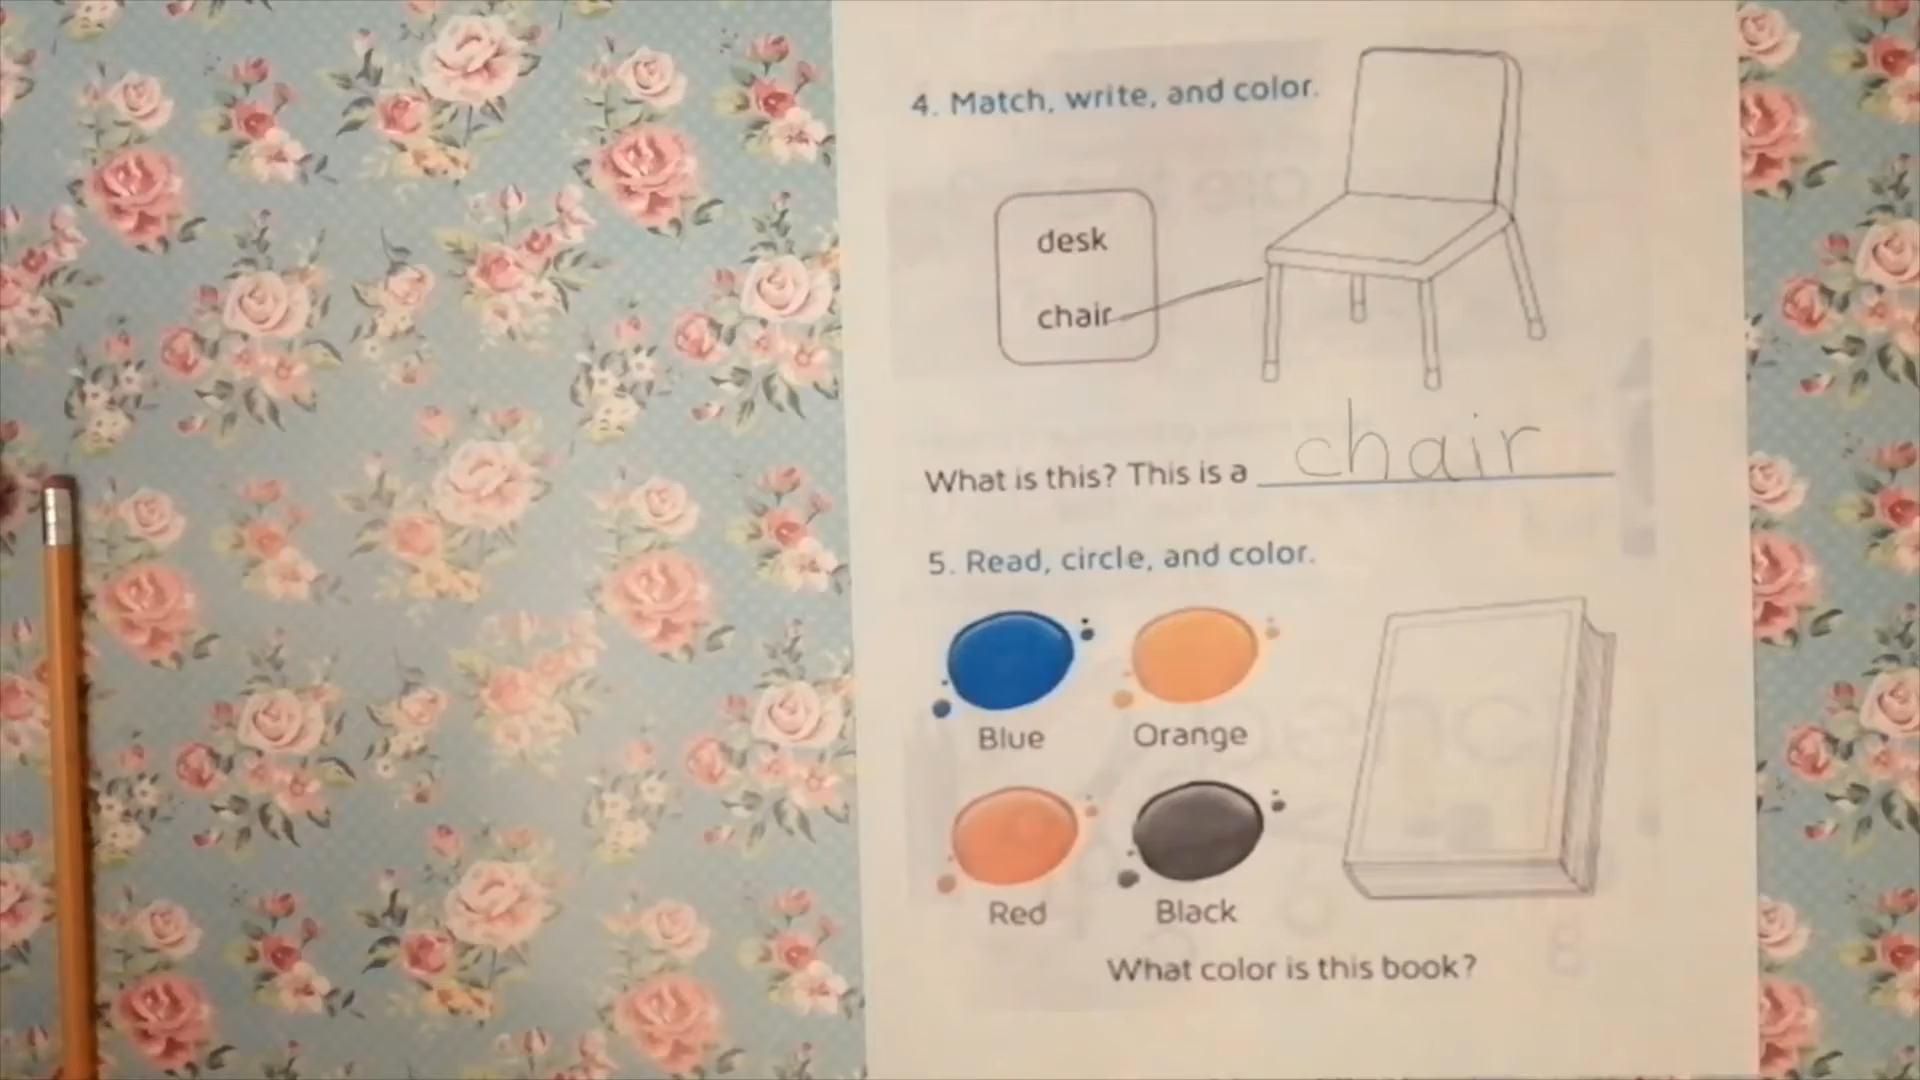 4. Match, write, and color.
desk
chair
What is this? This is a chair
5. Read, circle, and color.
Blue Orange
Red Black
What color is this book?